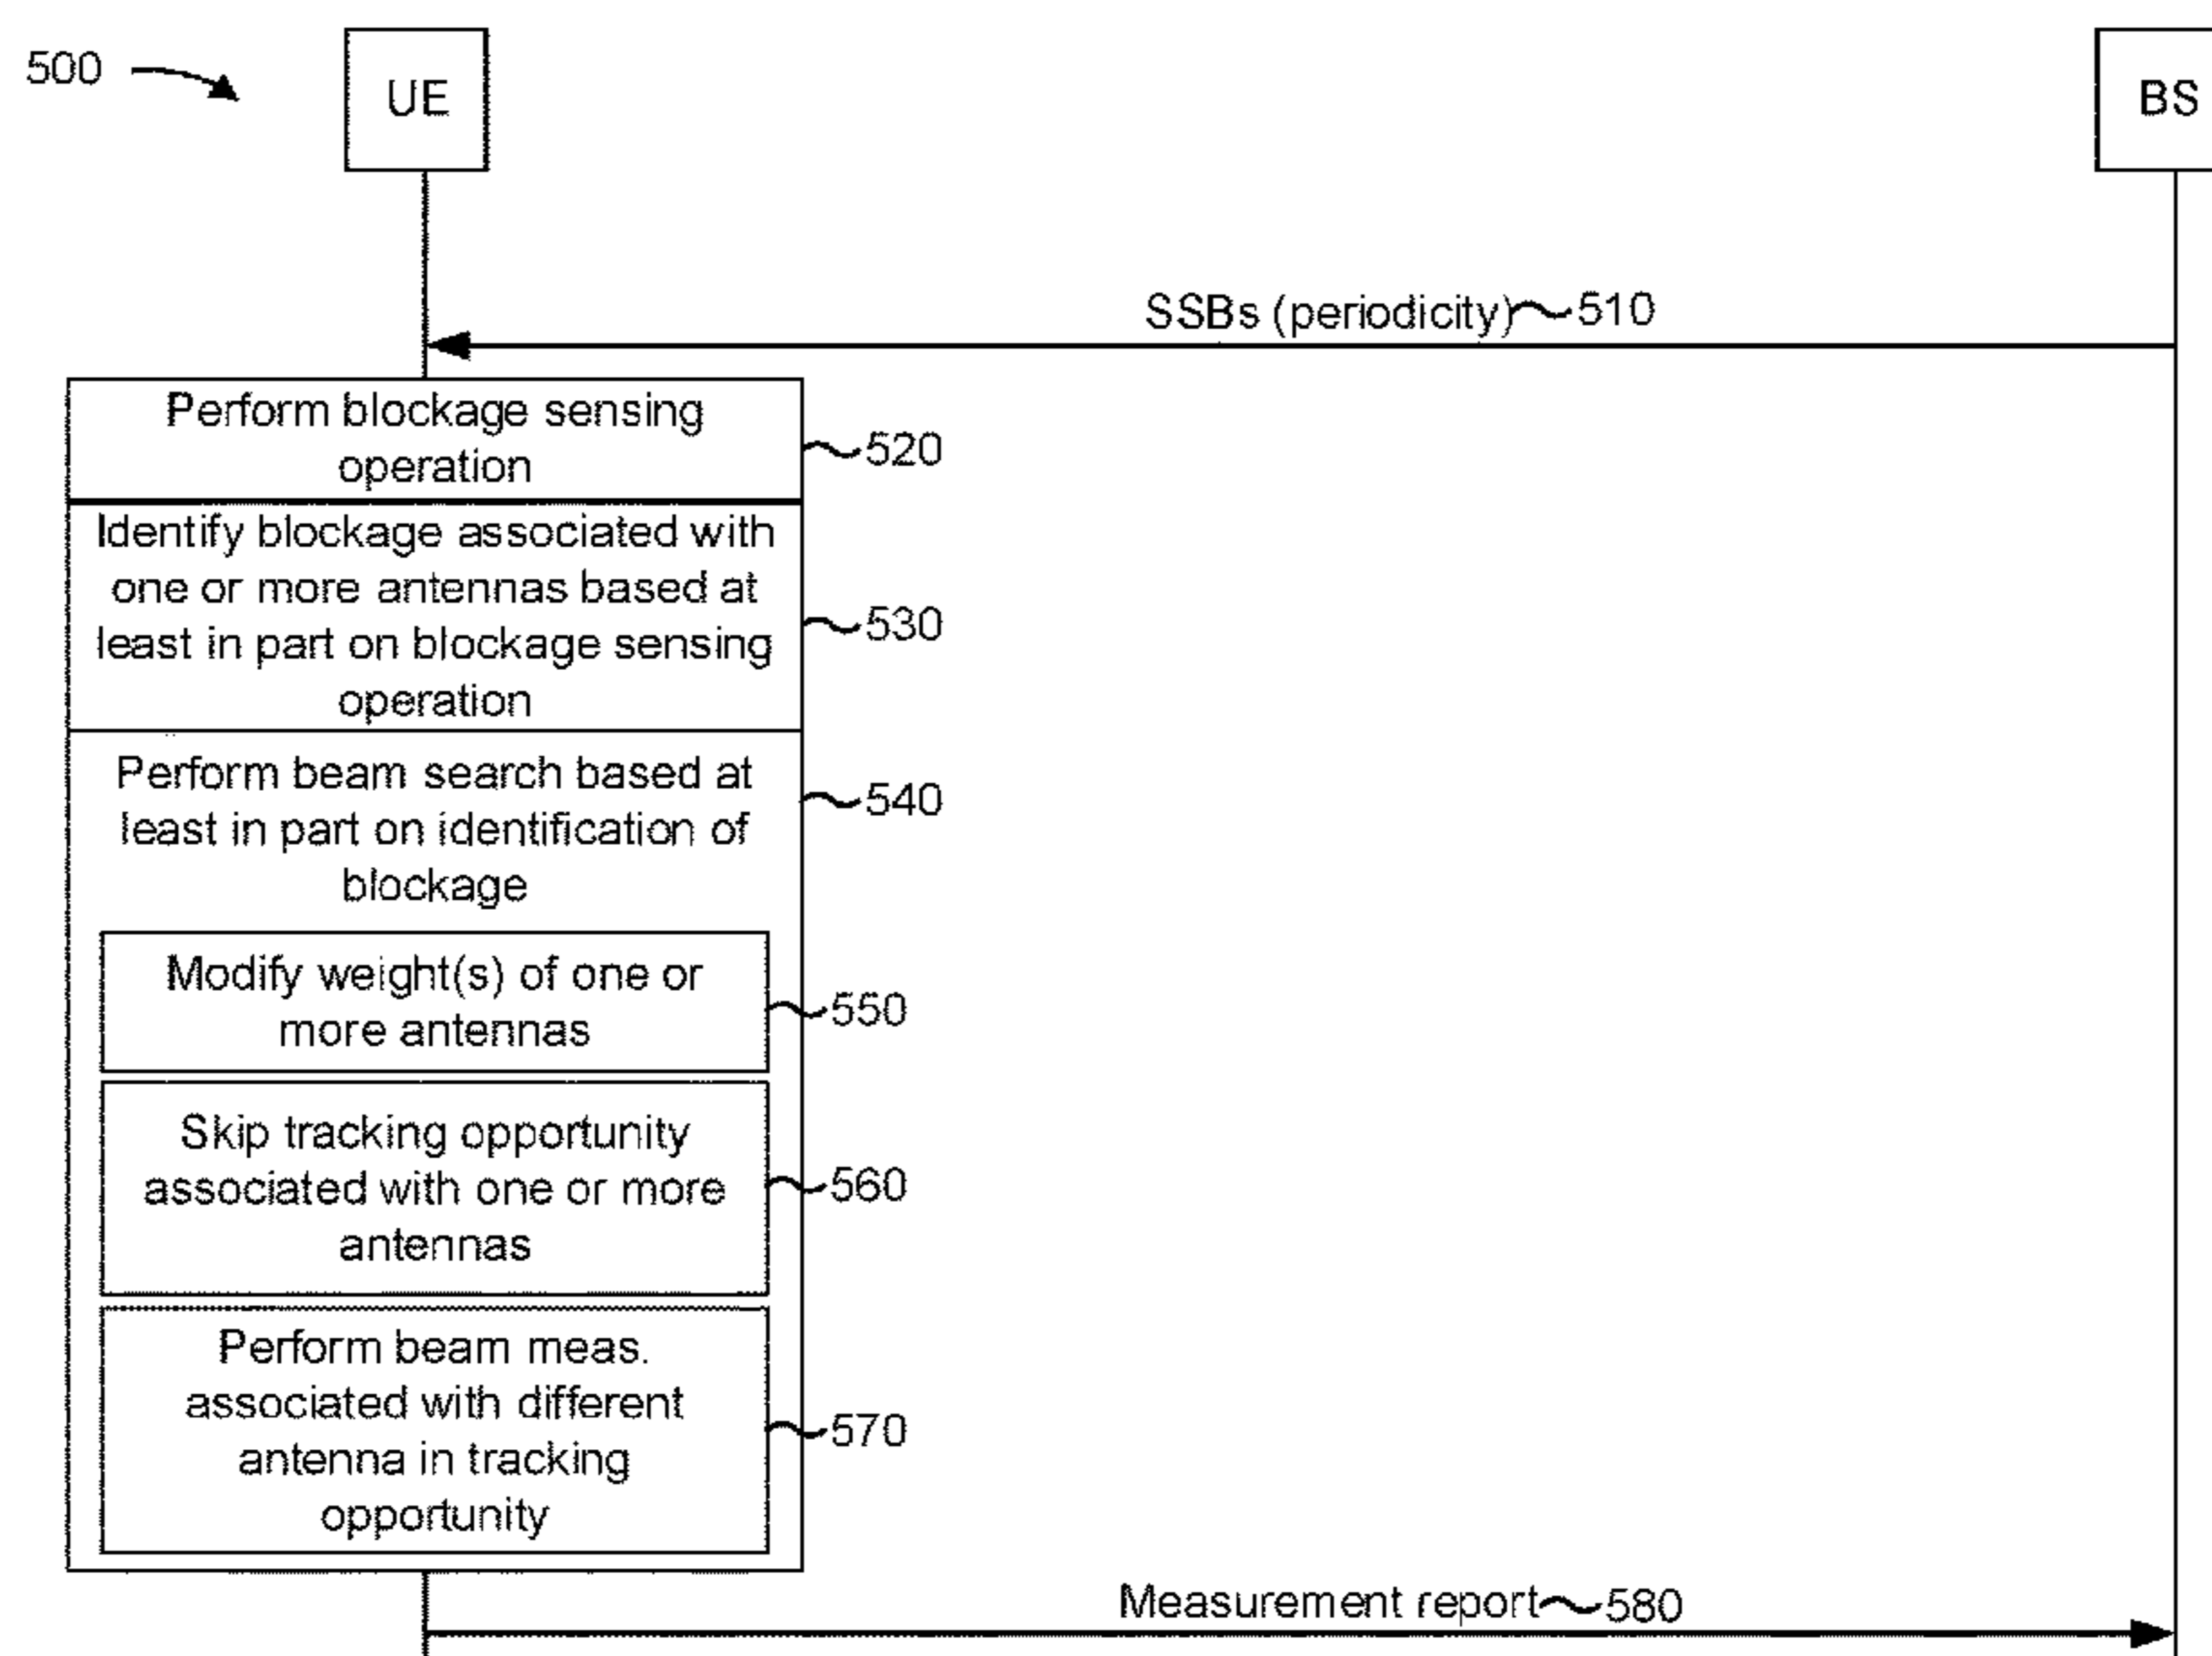 500
UE
BS
SSBs (periodicity) 510
Perform blockage sensing
operation
520
Identify blockage associated with
one or more antennas based at
least in part on blockage sensing
operation
530
Perform beam search based at
least in part on identification of
blockage
540
Modify weight(s) of one or
more antennas
550
Skip tracking opportunity
associated with one or more
antennas
560
Perform beam meas.
associated with different
antenna in tracking
opportunity
570
Measurement report 580